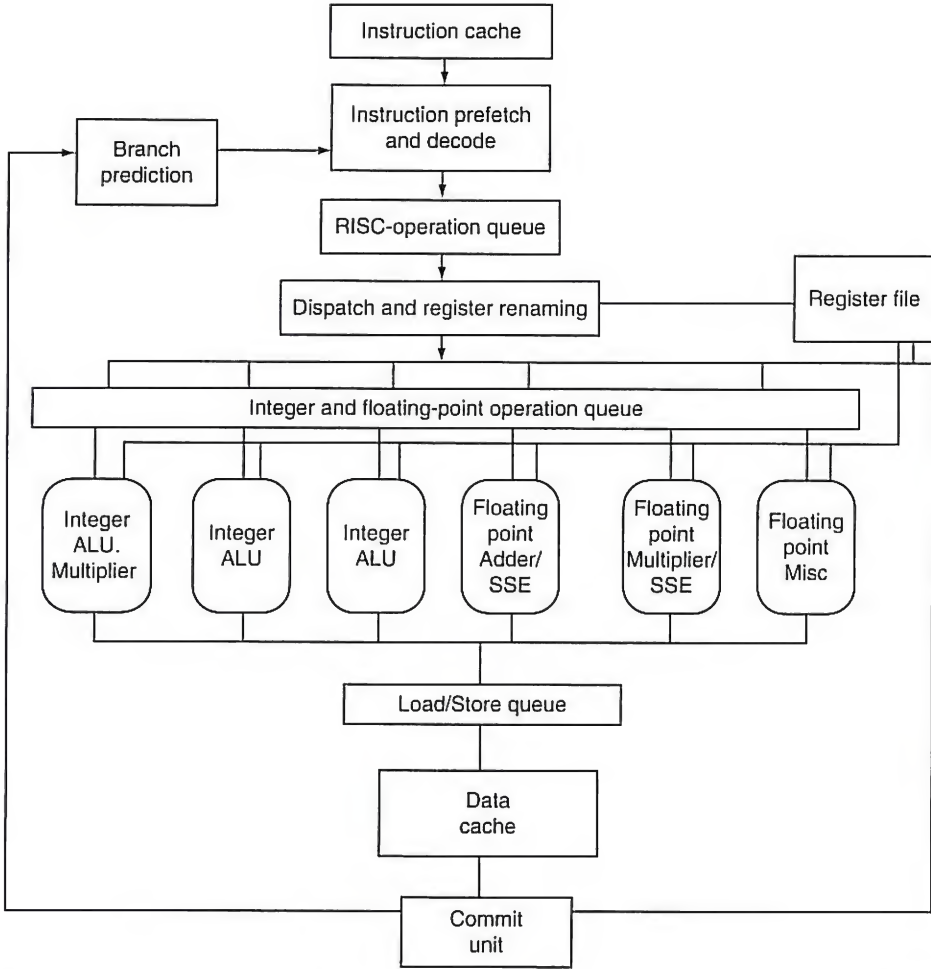 Instruction cache
Instruction prefetch
and decode
Branch
prediction
RISC-operation queue
Dispatch and register renaming
Register file
Integer and floating-point operation queue
Integer
ALU.
Multiplier
Integer
ALU
Integer
ALU
Floating
point
Adder/
SSE
Floating
point
Multiplier/
SSE
Floating
point
Misc
Load/Store queue
Data
cache
Commit
unit